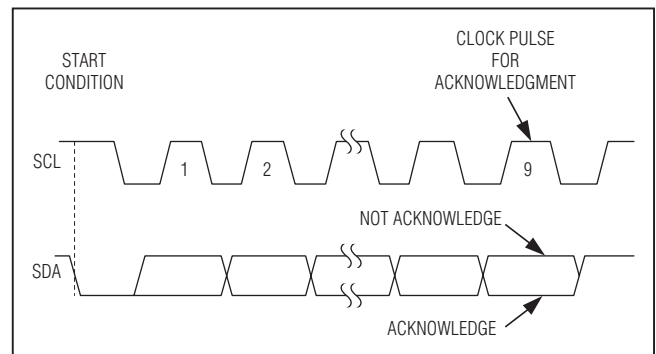 START
CONDITION
CLOCK PULSE
FOR
ACKNOWLEDGMENT
SCL
1
2
9
NOT ACKNOWLEDGE
SDA
ACKNOWLEDGE